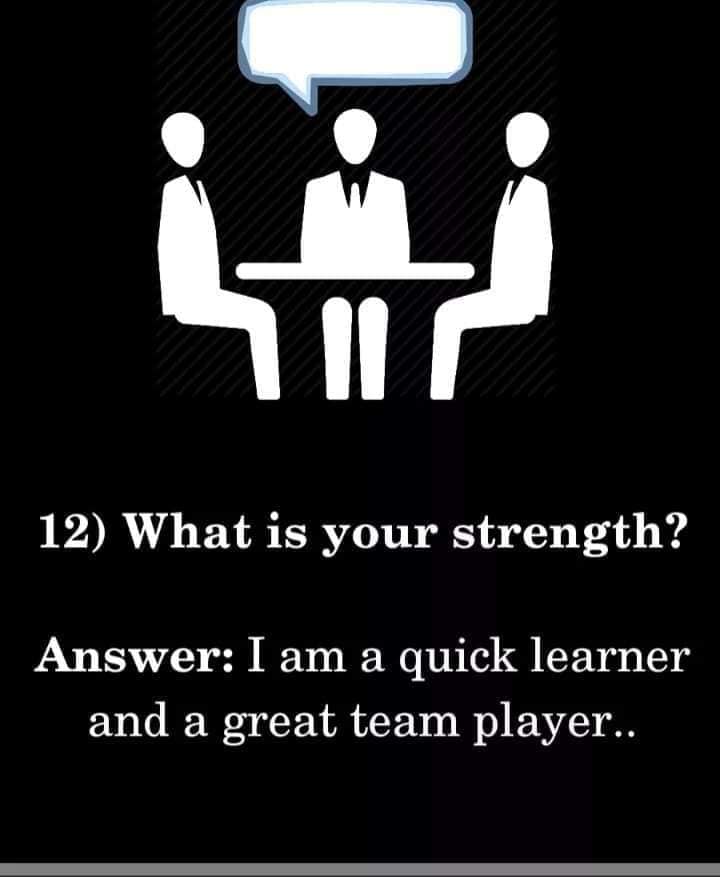 12) What is your strength?
Answer: I am a quick learner
and a great team player..